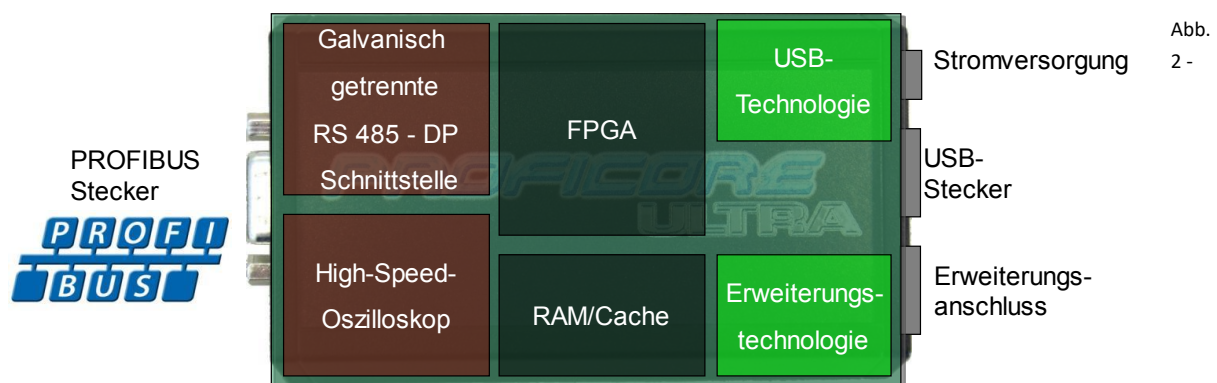 Galvanisch
getrennte
RS 485 - DP
Schnittstelle
FPGA
USB-
Technologie
Stromversorgung
Abb.
2 -
PROFIBUS
Stecker
PROFI
BUS
PROFICORE
ULTRA
USB-
Stecker
High-Speed-
Oszilloskop
RAM/Cache
Erweiterungs-
technologie
Erweiterungs-
anschluss